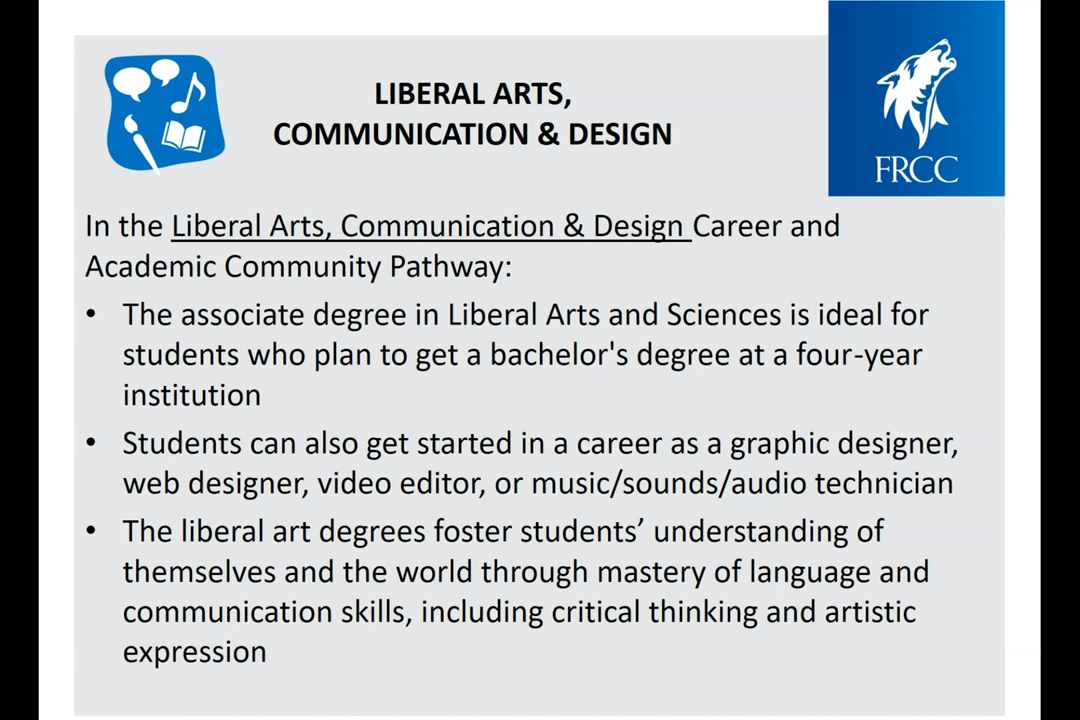 LIBERAL ARTS,
COMMUNICATION & DESIGN
FRCC
In the Liberal Arts, Communication & Design Career and
Academic Community Pathway:
• The associate degree in Liberal Arts and Sciences is ideal for
students who plan to get a bachelor's degree at a four-year
institution
• Students can also get started in a career as a graphic designer,
web designer, video editor, or music/sounds/audio technician
• The liberal art degrees foster students’ understanding of
themselves and the world through mastery of language and
communication skills, including critical thinking and artistic
expression